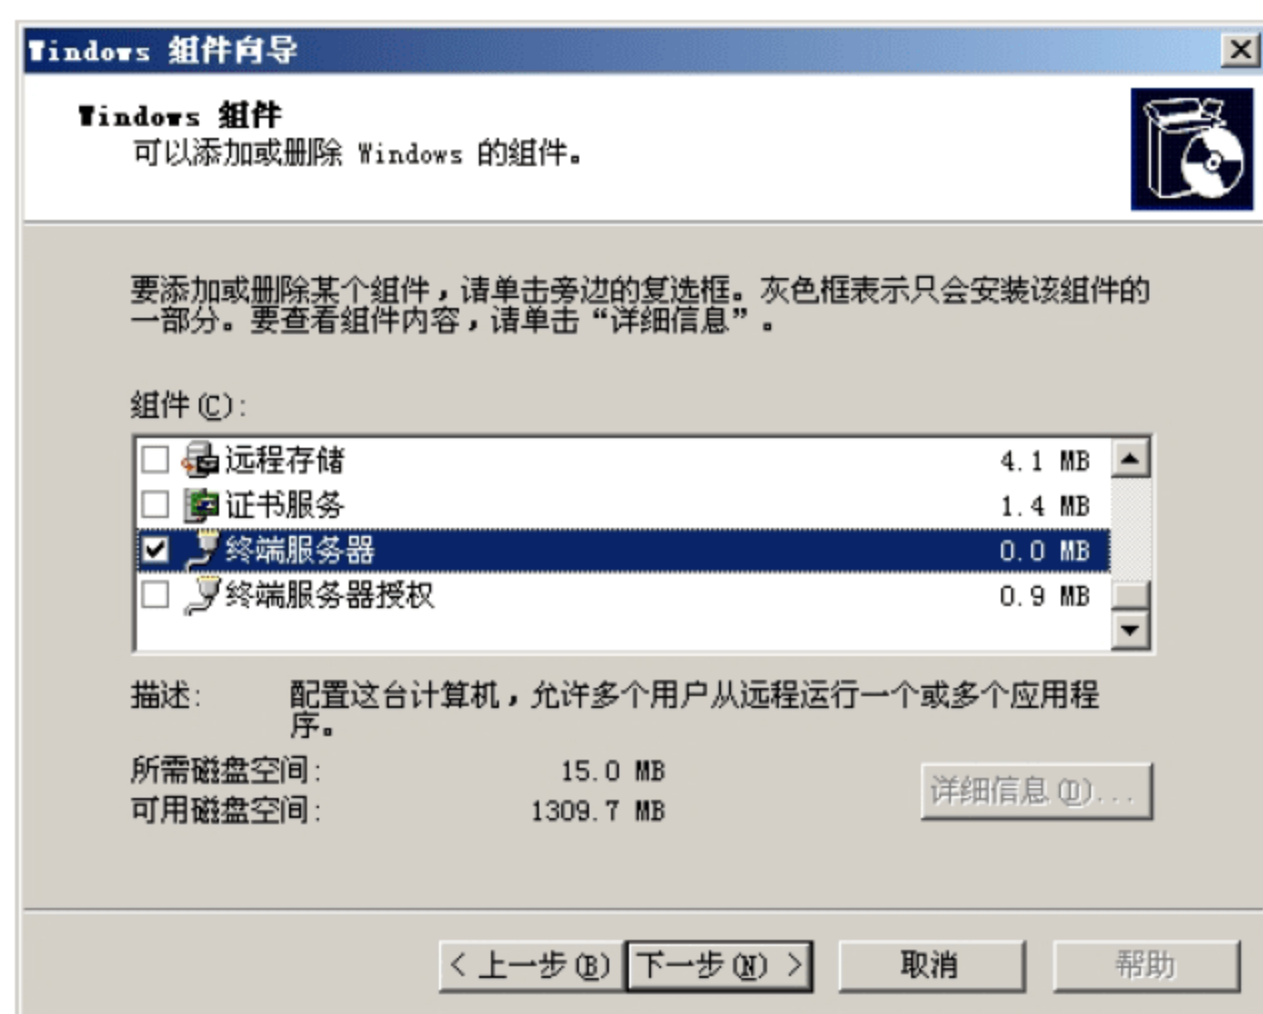 Windows 组件向导
Windows 组件
可以添加或删除 Windows 的组件。
要添加或删除某个组件，请单击旁边的复选框。灰色框表示只会安装该组件的
一部分。要查看组件内容，请单击“详细信息”。
组件(C):
远程存储 4.1 MB
证书服务 1.4 MB
终端服务器 0.0 MB
终端服务器授权 0.9 MB
描述: 配置这台计算机，允许多个用户从远程运行一个或多个应用程
序。
所需磁盘空间: 15.0 MB
可用磁盘空间: 1309.7 MB
详细信息(D)...
< 上一步(B) 下一步(N) > 取消 帮助